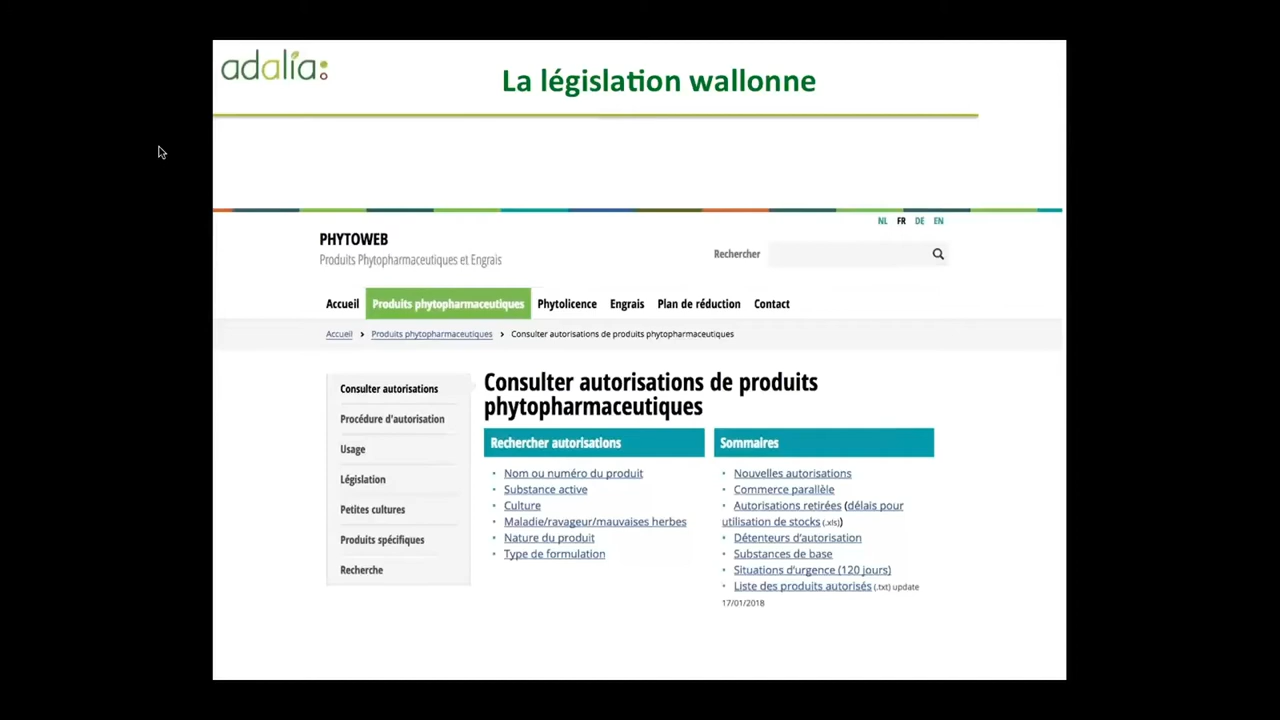 adalia:
La législation wallonne
NL FR DE EN
PHYTOWEB
Produits Phytopharmaceutiques et Engrais
Rechercher
Accueil Produits phytopharmaceutiques Phytolicence Engrais Plan de réduction Contact
Accueil > Produits phytopharmaceutiques > Consulter autorisations de produits phytopharmaceutiques
Consulter autorisations
Procédure d'autorisation
Usage
Législation
Petites cultures
Produits spécifiques
Recherche
Consulter autorisations de produits
phytopharmaceutiques
Rechercher autorisations
• Nom ou numéro du produit
• Substance active
• Culture
• Maladie/ravageur/mauvaises herbes
• Nature du produit
• Type de formulation
Sommaires
• Nouvelles autorisations
• Commerce parallèle
• Autorisations retirées (délais pour
utilisation de stocks (.xls))
• Détenteurs d'autorisation
• Substances de base
• Situations d'urgence (120 jours)
• Liste des produits autorisés (.txt) update
17/01/2018